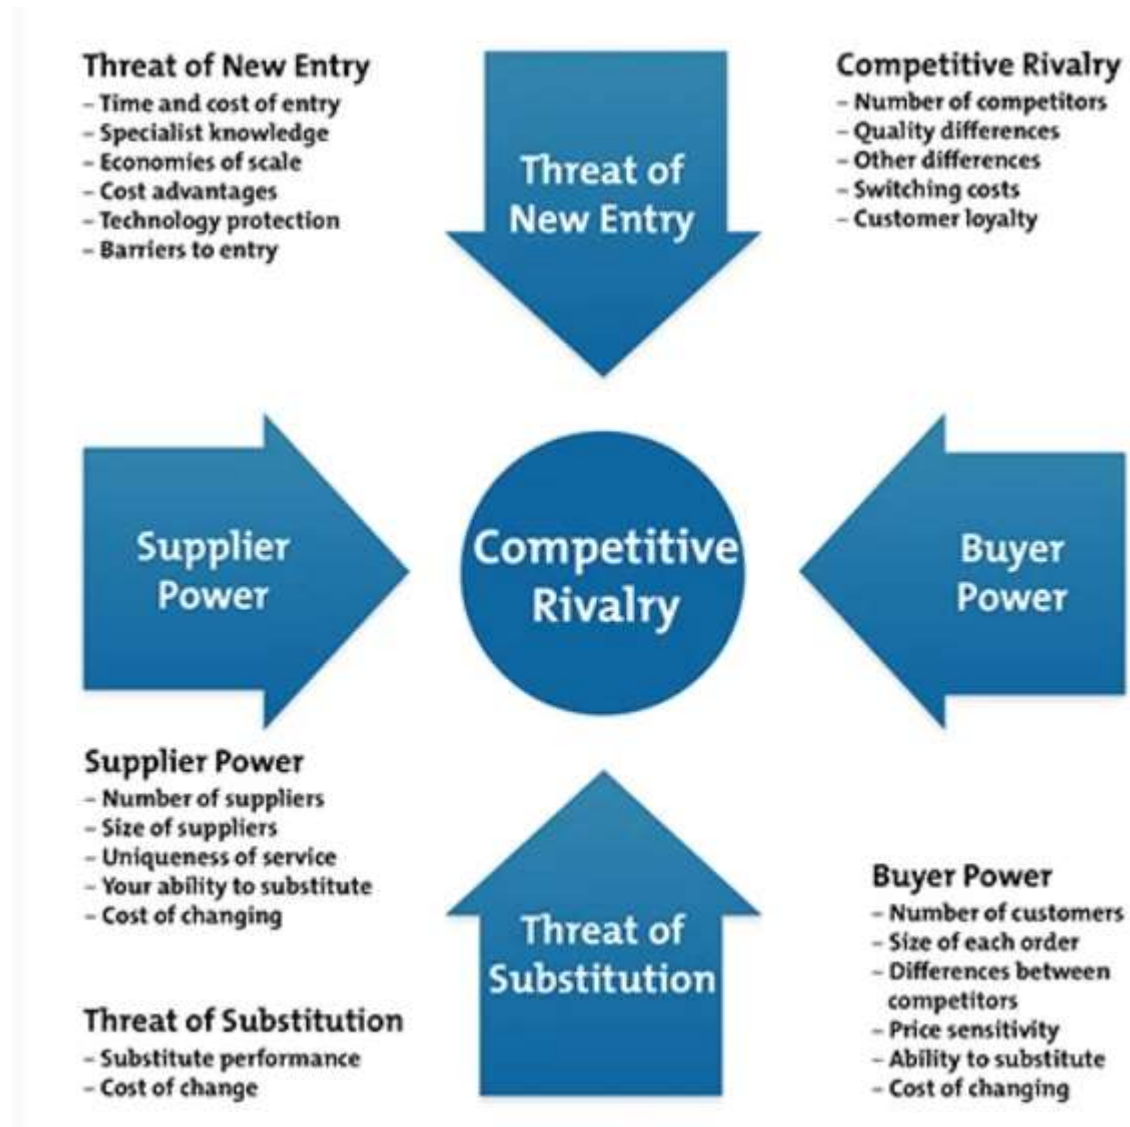 Threat of New Entry
– Time and cost of entry
– Specialist knowledge
– Economies of scale
– Cost advantages
– Technology protection
– Barriers to entry
Threat of
New Entry
Competitive Rivalry
– Number of competitors
– Quality differences
– Other differences
– Switching costs
– Customer loyalty
Supplier
Power
Competitive
Rivalry
Buyer
Power
Supplier Power
– Number of suppliers
– Size of suppliers
– Uniqueness of service
– Your ability to substitute
– Cost of changing
Threat of Substitution
– Substitute performance
– Cost of change
Threat of
Substitution
Buyer Power
– Number of customers
– Size of each order
– Differences between
competitors
– Price sensitivity
– Ability to substitute
– Cost of changing